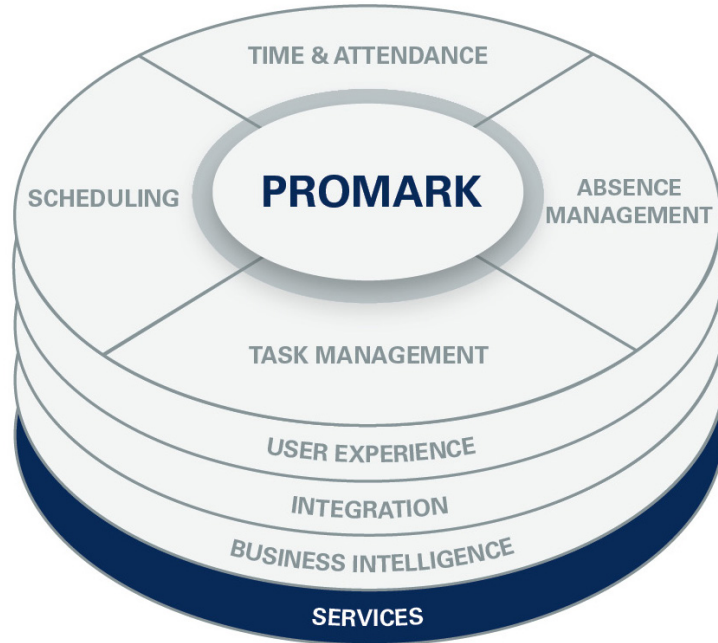 TIME & ATTENDANCE
SCHEDULING
PROMARK
ABSENCE
MANAGEMENT
TASK MANAGEMENT
USER EXPERIENCE
INTEGRATION
BUSINESS INTELLIGENCE
SERVICES